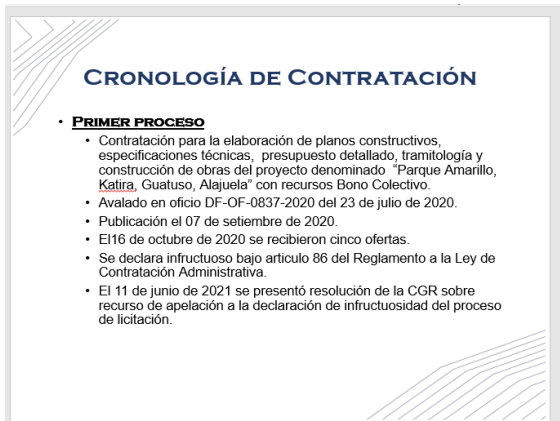 CRONOLOGÍA DE CONTRATACIÓN
• PRIMER PROCESO
• Contratación para la elaboración de planos constructivos,
especificaciones técnicas, presupuesto detallado, tramitología y
construcción de obras del proyecto denominado “Parque Amarillo,
Katira, Guatuso, Alajuela” con recursos Bono Colectivo.
• Avalado en oficio DF-OF-0837-2020 del 23 de julio de 2020.
• Publicación el 07 de setiembre de 2020.
• El16 de octubre de 2020 se recibieron cinco ofertas.
• Se declara infructuoso bajo articulo 86 del Reglamento a la Ley de
Contratación Administrativa.
• El 11 de junio de 2021 se presentó resolución de la CGR sobre
recurso de apelación a la declaración de infructuosidad del proceso
de licitación.